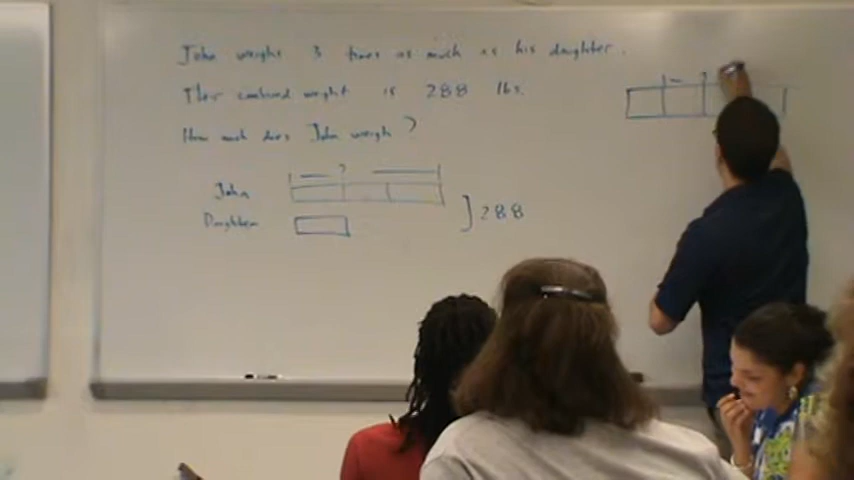 John weighs 3 times as much as his daughter.
Their combined weight is 288 lbs.
How much does John weigh?
?
John
Daughter
288
?